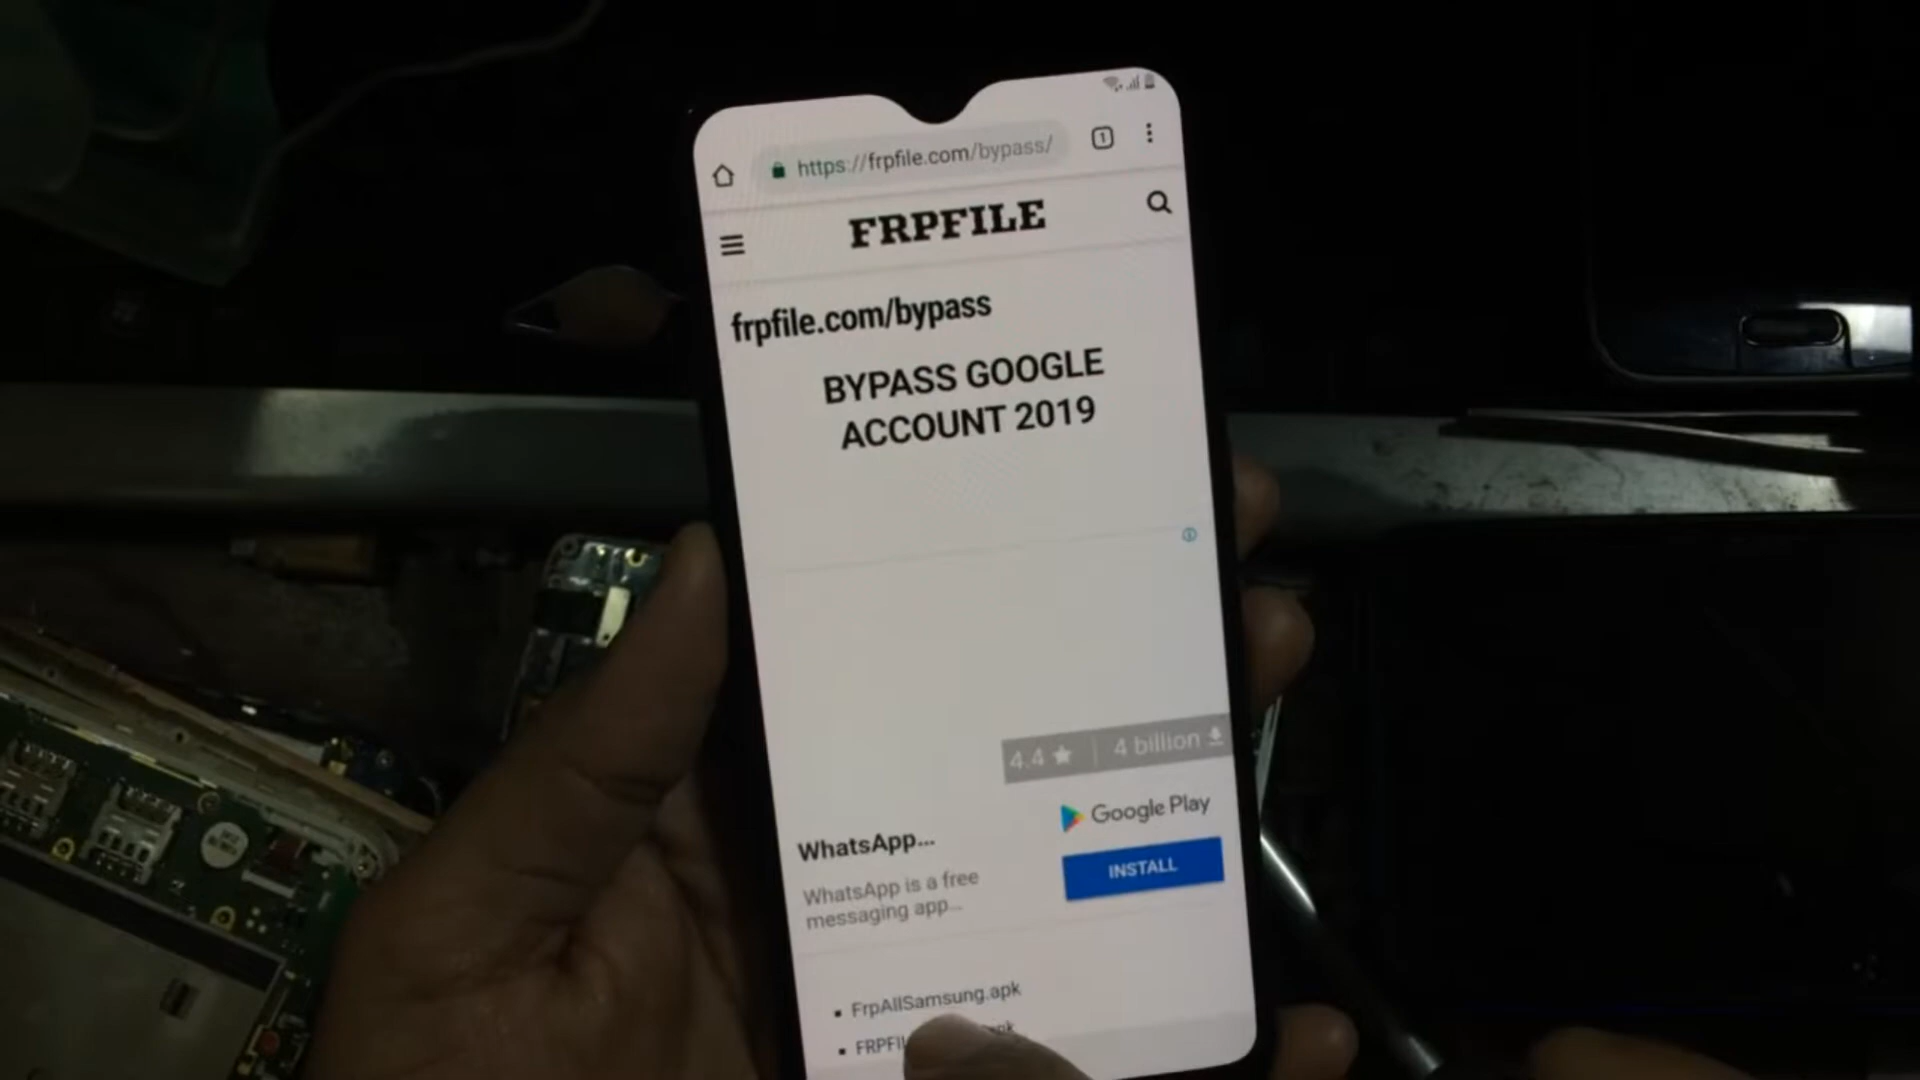 https://frpfile.com/bypass/
1
FRPFILE
frpfile.com/bypass
BYPASS GOOGLE
ACCOUNT 2019
4.4 ★ | 4 billion
Google Play
WhatsApp...
INSTALL
WhatsApp is a free
messaging app...
FrpAllSamsung.apk